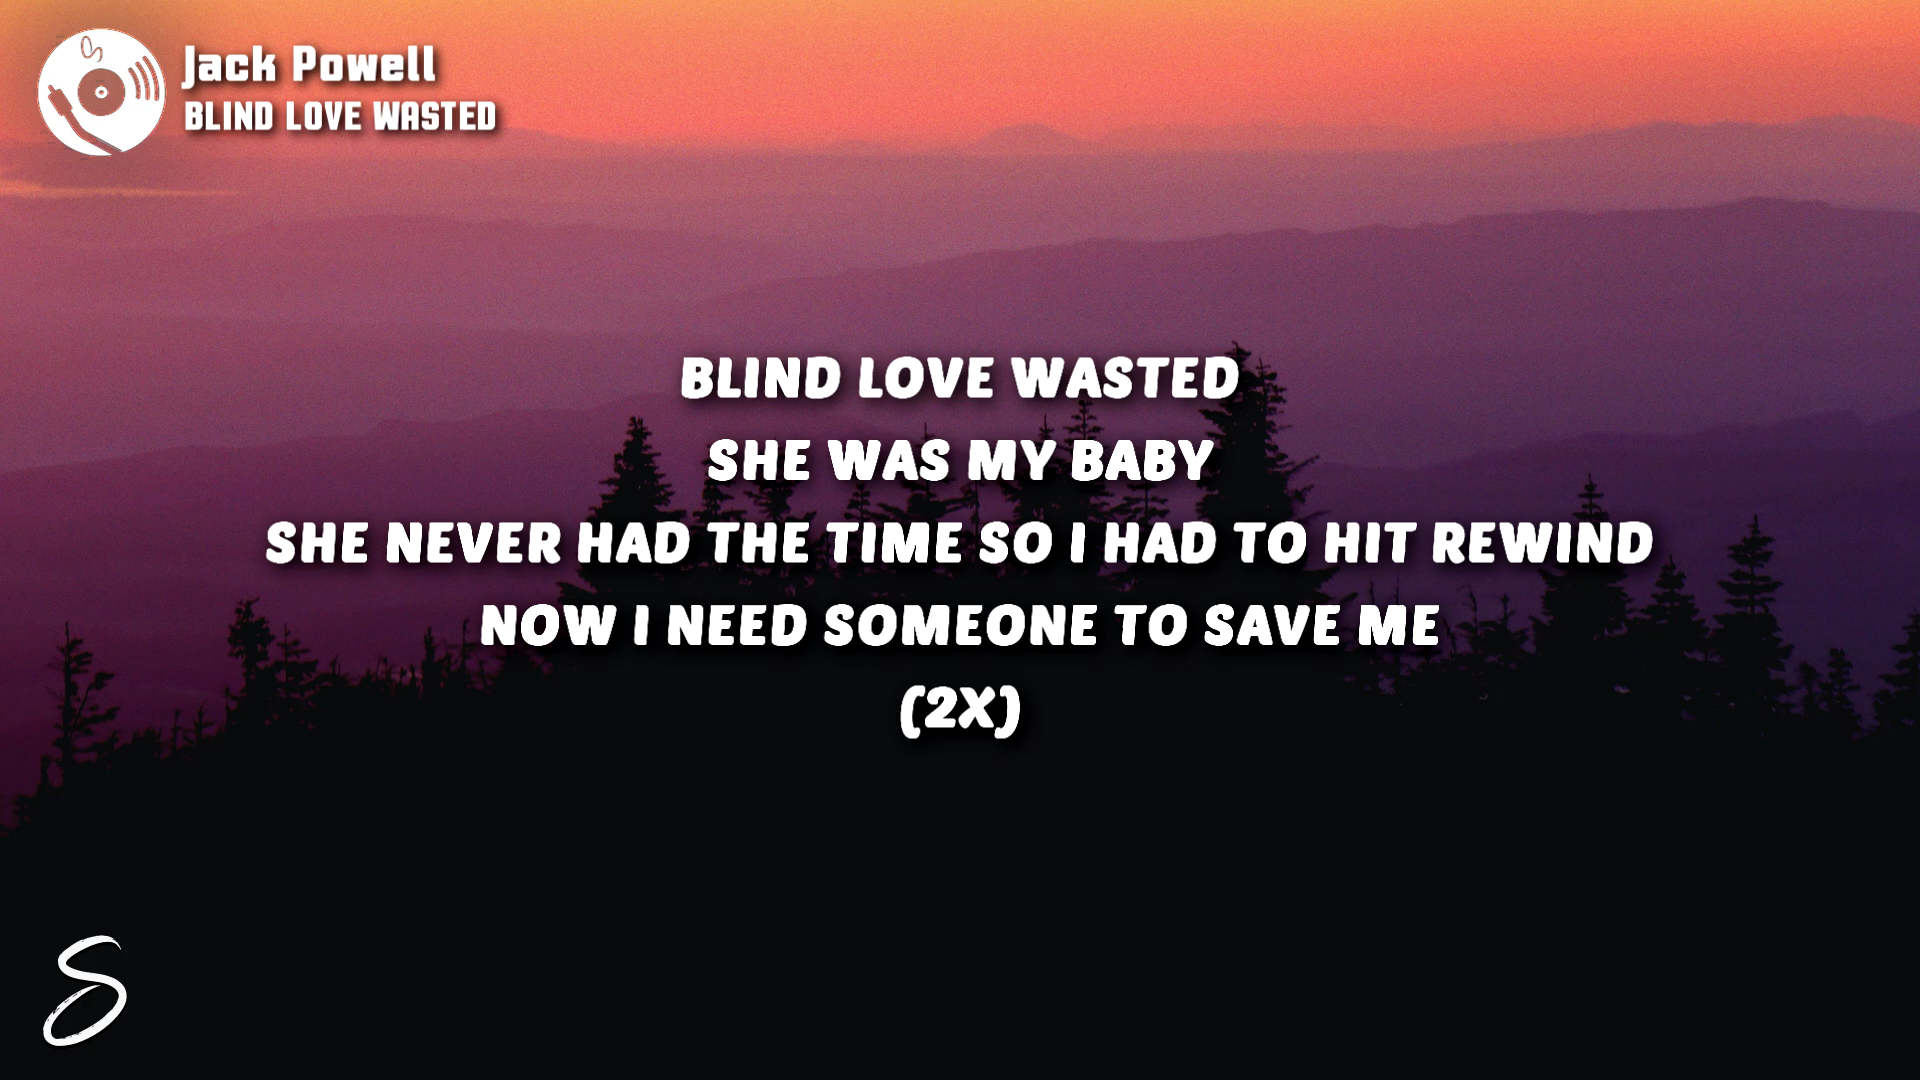 Jack Powell
BLIND LOVE WASTED
BLIND LOVE WASTED
SHE WAS MY BABY
SHE NEVER HAD THE TIME SO I HAD TO HIT REWIND
NOW I NEED SOMEONE TO SAVE ME
(2X)
S